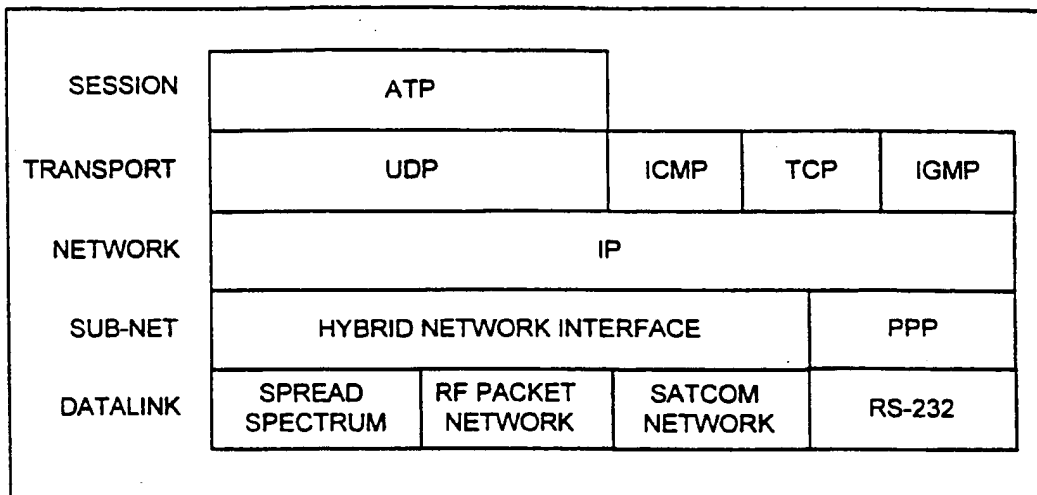 SESSION ATP
TRANSPORT UDP ICMP TCP IGMP
NETWORK IP
SUB-NET HYBRID NETWORK INTERFACE PPP
DATALINK SPREAD SPECTRUM RF PACKET NETWORK SATCOM NETWORK RS-232